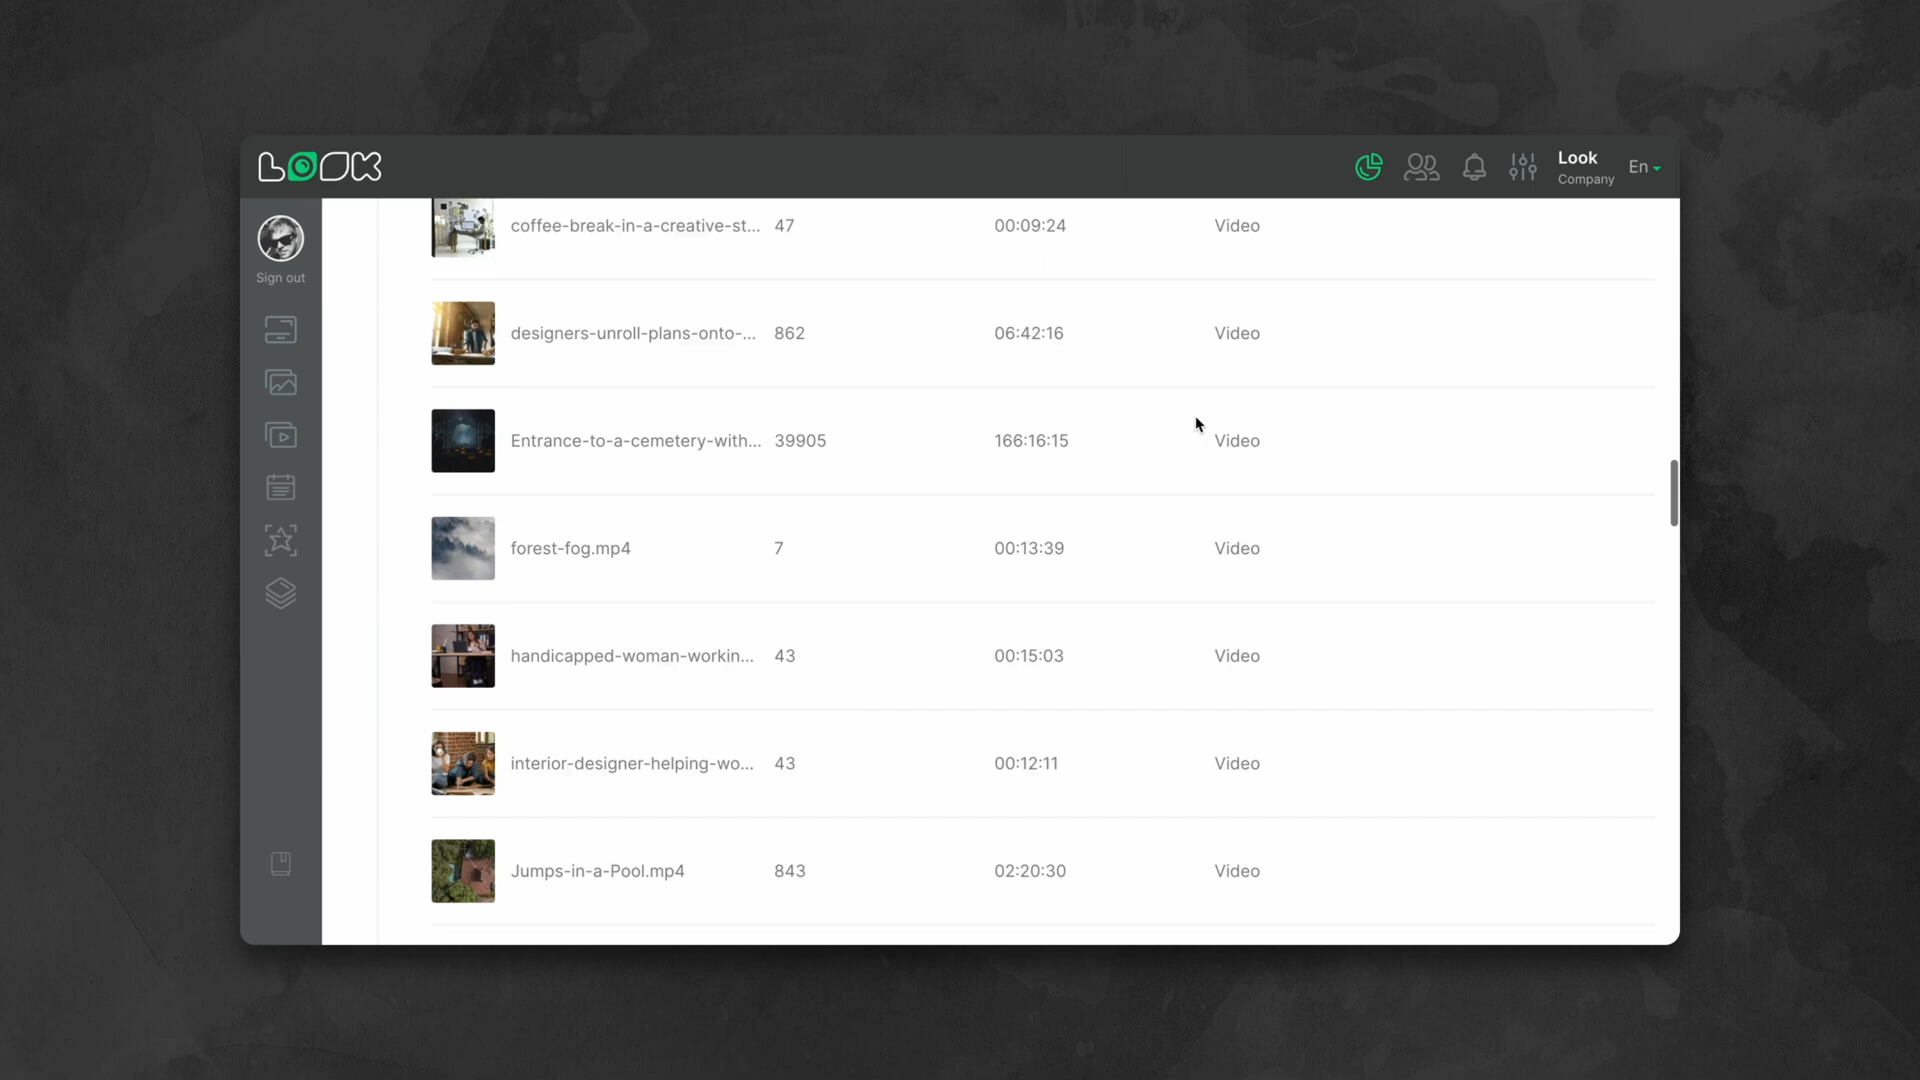 LOOK
Look
Company
En
Sign out
coffee-break-in-a-creative-st... 47 00:09:24 Video
designers-unroll-plans-onto-... 862 06:42:16 Video
Entrance-to-a-cemetery-with... 39905 166:16:15 Video
forest-fog.mp4 7 00:13:39 Video
handicapped-woman-workin... 43 00:15:03 Video
interior-designer-helping-wo... 43 00:12:11 Video
Jumps-in-a-Pool.mp4 843 02:20:30 Video